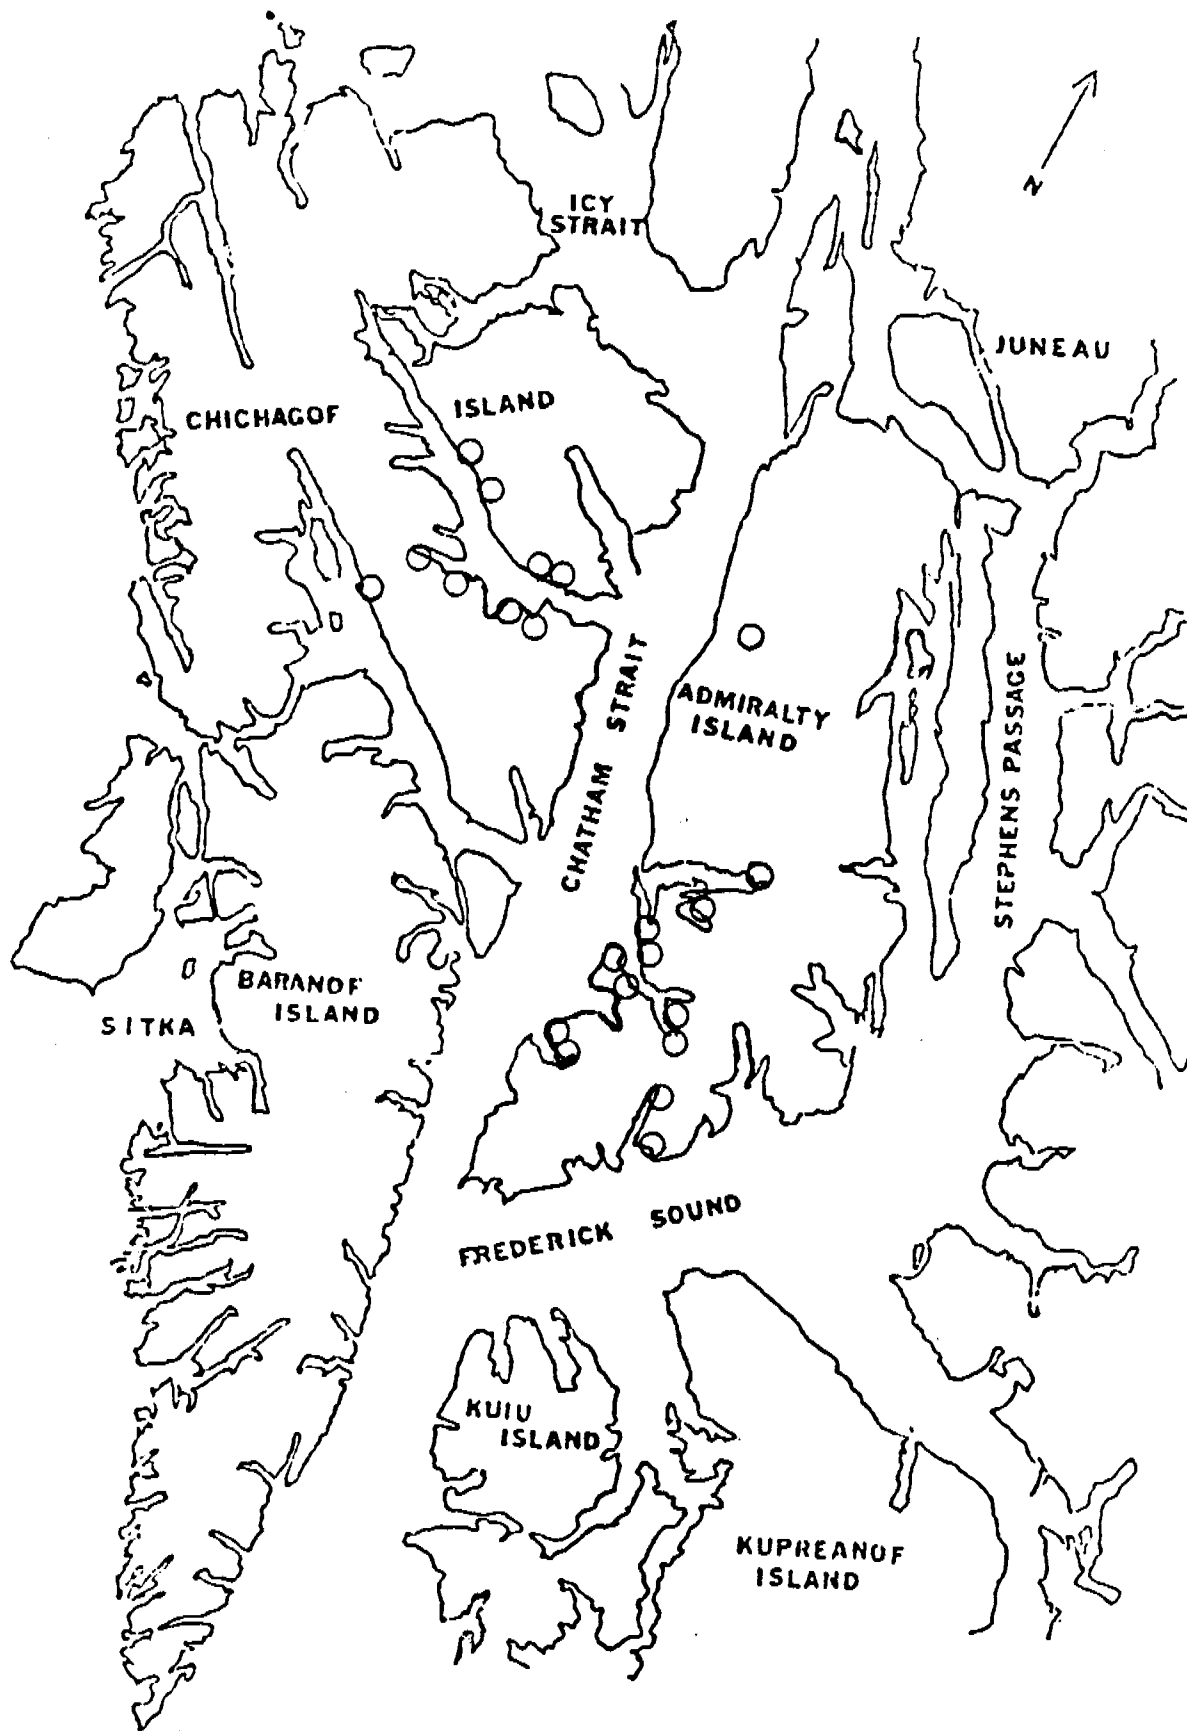 N
ICY
STRAIT
JUNEAU
CHICHAGOF
ISLAND
CHATHAM STRAIT
ADMIRALTY
ISLAND
STEPHENS PASSAGE
BARANOF
ISLAND
SITKA
FREDERICK SOUND
KUIU
ISLAND
KUPREANOF
ISLAND